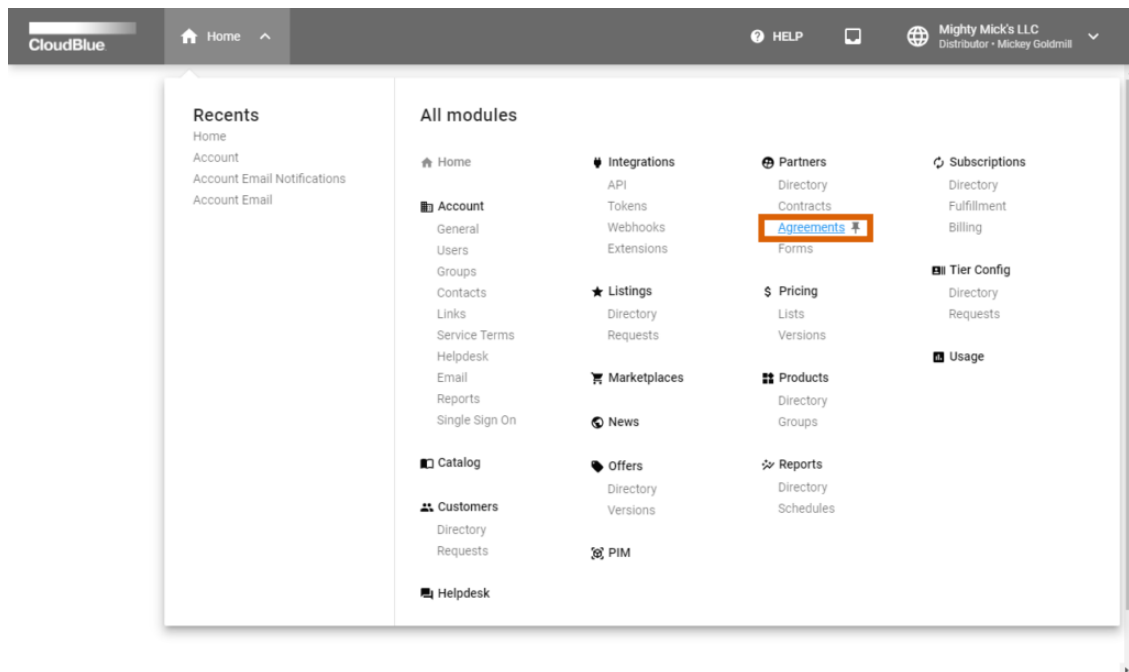 CloudBlue
Home
HELP
Mighty Mick's LLC
Distributor • Mickey Goldmill
Recents
Home
Account
Account Email Notifications
Account Email
All modules
Home
Account
General
Users
Groups
Contacts
Links
Service Terms
Helpdesk
Email
Reports
Single Sign On
Catalog
Customers
Directory
Requests
Helpdesk
Integrations
API
Tokens
Webhooks
Extensions
Listings
Directory
Requests
Marketplaces
News
Offers
Directory
Versions
PIM
Partners
Directory
Contracts
Agreements
Forms
$ Pricing
Lists
Versions
Products
Directory
Groups
Reports
Directory
Schedules
Subscriptions
Directory
Fulfillment
Billing
Tier Config
Directory
Requests
Usage